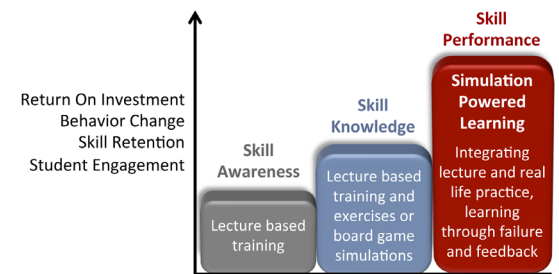 Return On Investment
Behavior Change
Skill Retention
Student Engagement
Skill
Awareness
Lecture based
training
Skill
Knowledge
Lecture based
training and
exercises or
board game
simulations
Skill
Performance
Simulation
Powered
Learning
Integrating
lecture and real
life practice,
learning
through failure
and feedback